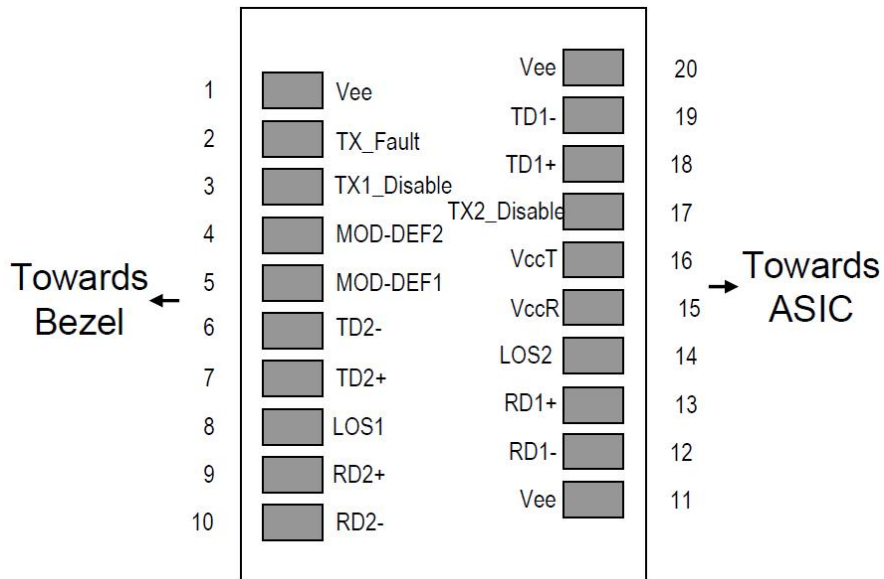 Towards
Bezel
1 Vee
2 TX_Fault
3 TX1_Disable
4 MOD-DEF2
5 MOD-DEF1
6 TD2-
7 TD2+
8 LOS1
9 RD2+
10 RD2-
Vee 20
TD1- 19
TD1+ 18
TX2_Disable 17
VccT 16
VccR 15
LOS2 14
RD1+ 13
RD1- 12
Vee 11
Towards
ASIC